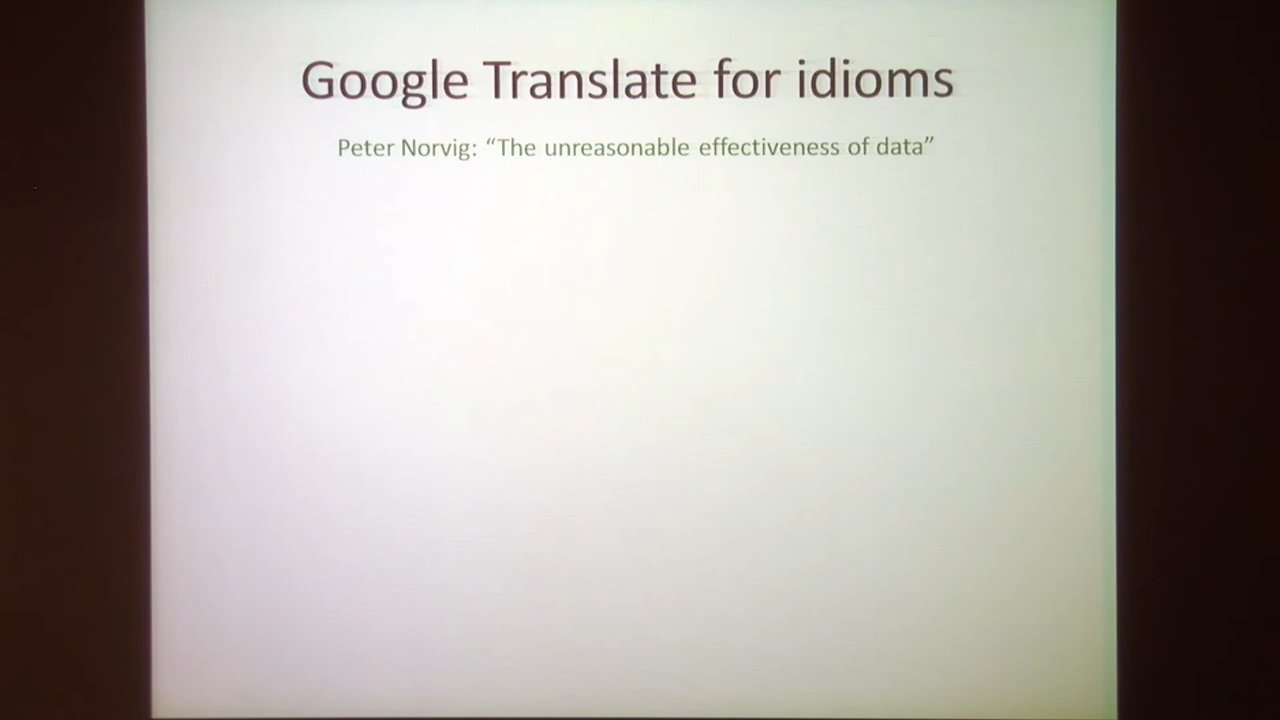 Google Translate for idioms
Peter Norvig: “The unreasonable effectiveness of data”